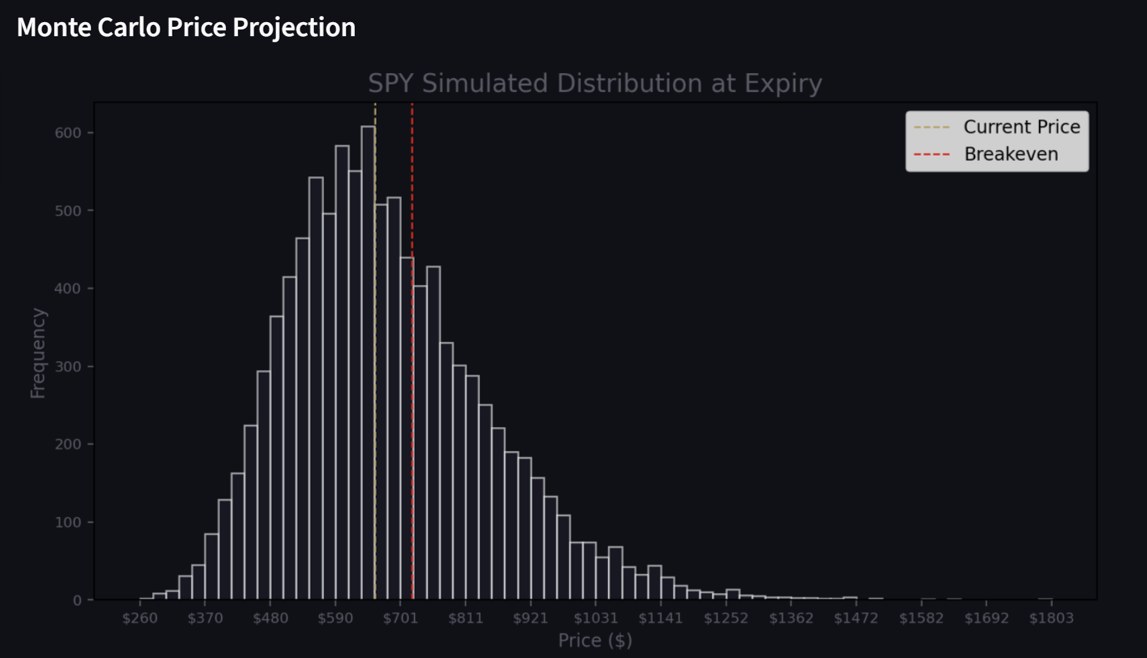 Monte Carlo Price Projection
SPY Simulated Distribution at Expiry
Current Price
Breakeven
Frequency
600
500
400
300
200
100
0
$260 $370 $480 $590 $701 $811 $921 $1031 $1141 $1252 $1362 $1472 $1582 $1692 $1803
Price ($)